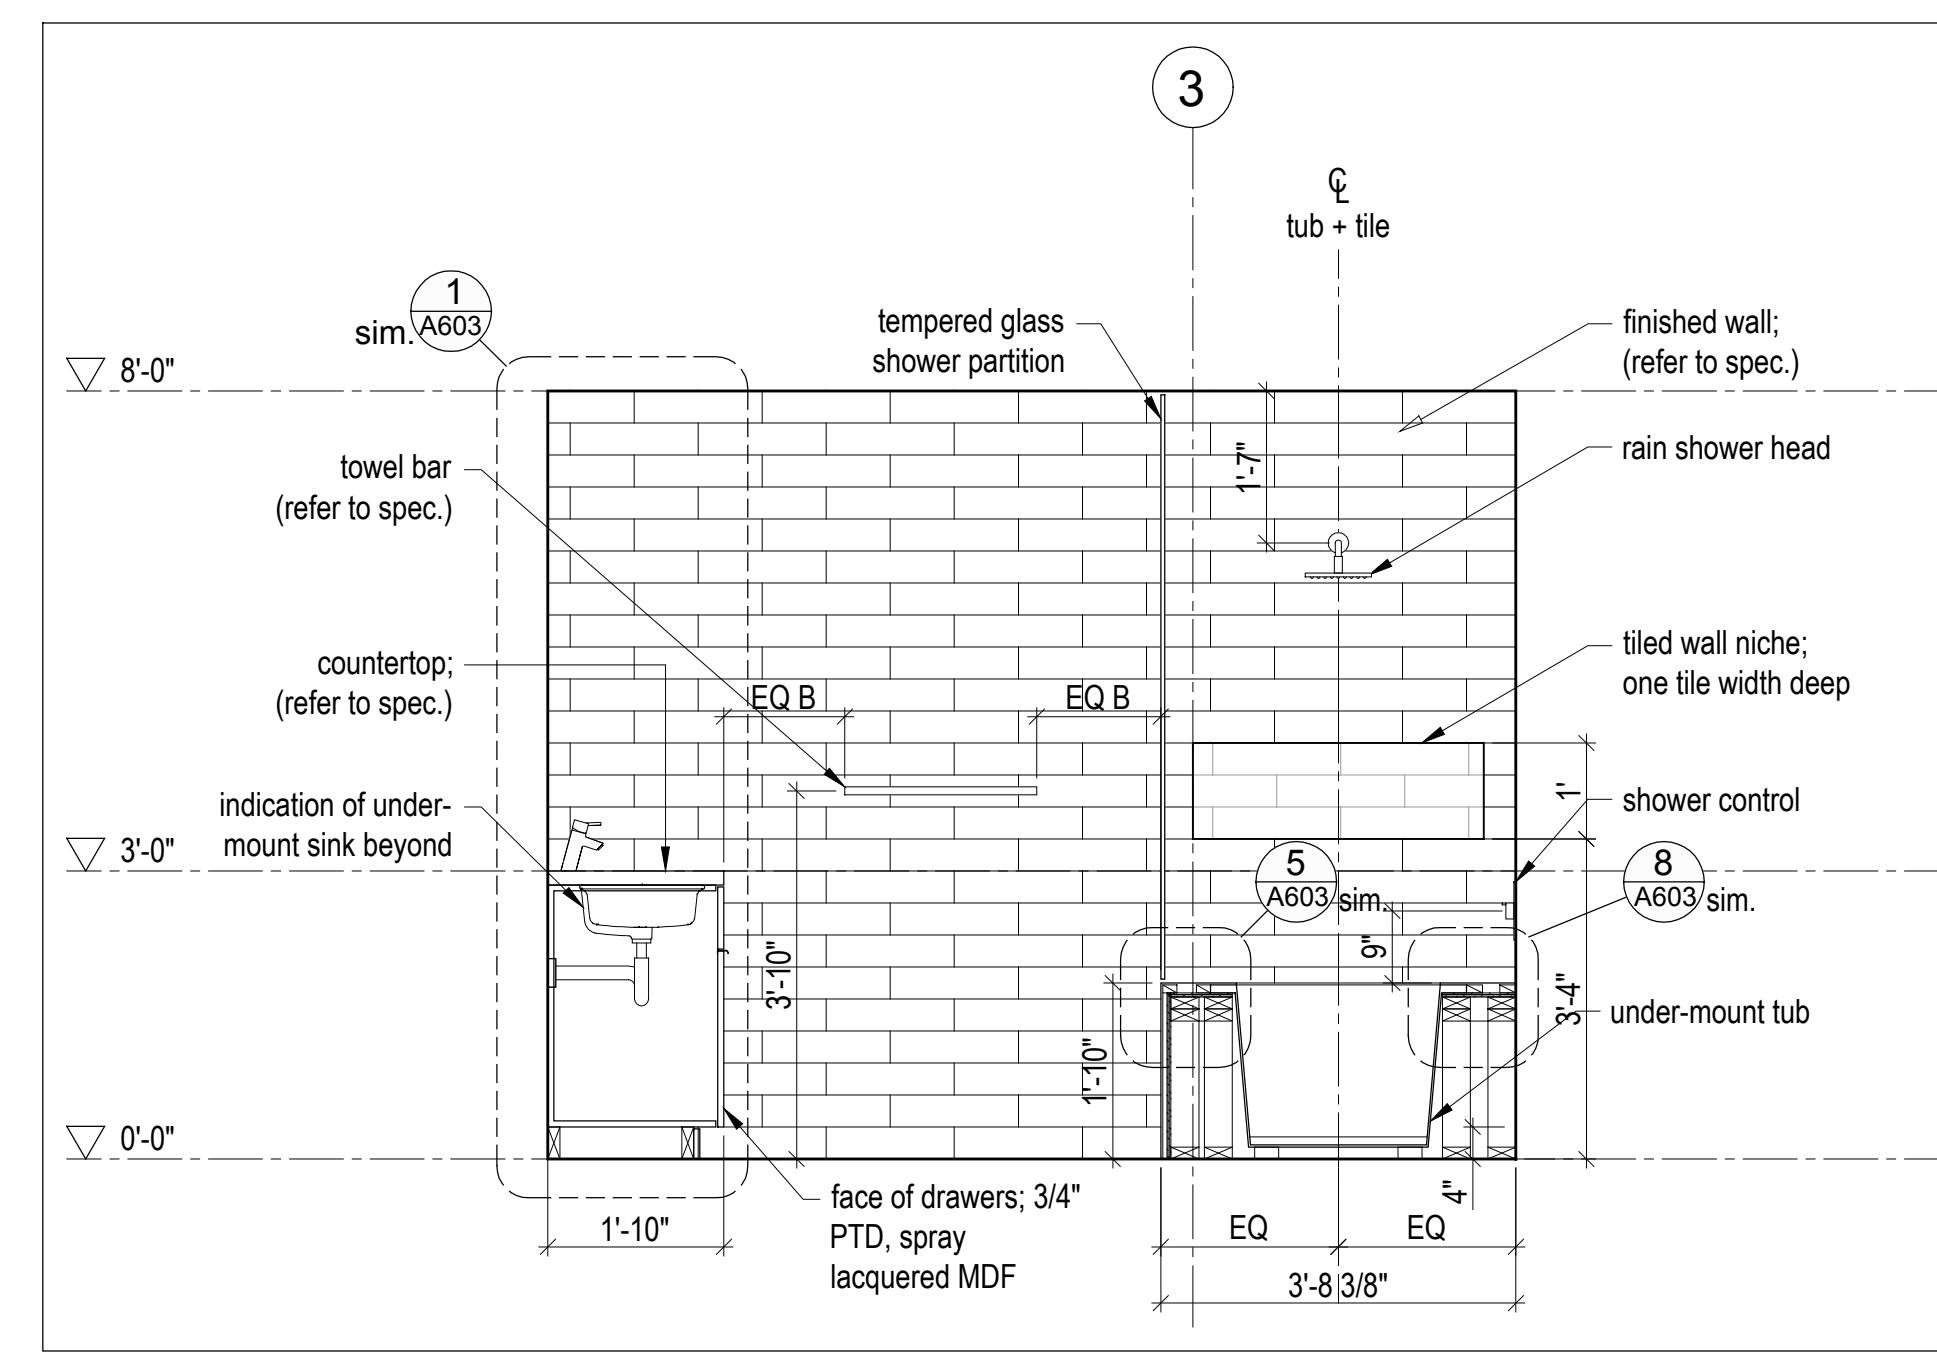 3
℄
tub + tile
1
A603
sim.
tempered glass
shower partition
finished wall;
(refer to spec.)
8'-0"
1'-7"
rain shower head
towel bar
(refer to spec.)
tiled wall niche;
one tile width deep
countertop;
(refer to spec.)
EQ B
EQ B
1'
shower control
indication of under-
mount sink beyond
3'-0"
5
A603
sim.
8
A603
sim.
9"
3'-10"
3'-4"
under-mount tub
1'-10"
0'-0"
4"
face of drawers; 3/4"
PTD, spray
lacquered MDF
1'-10"
EQ
EQ
3'-8 3/8"